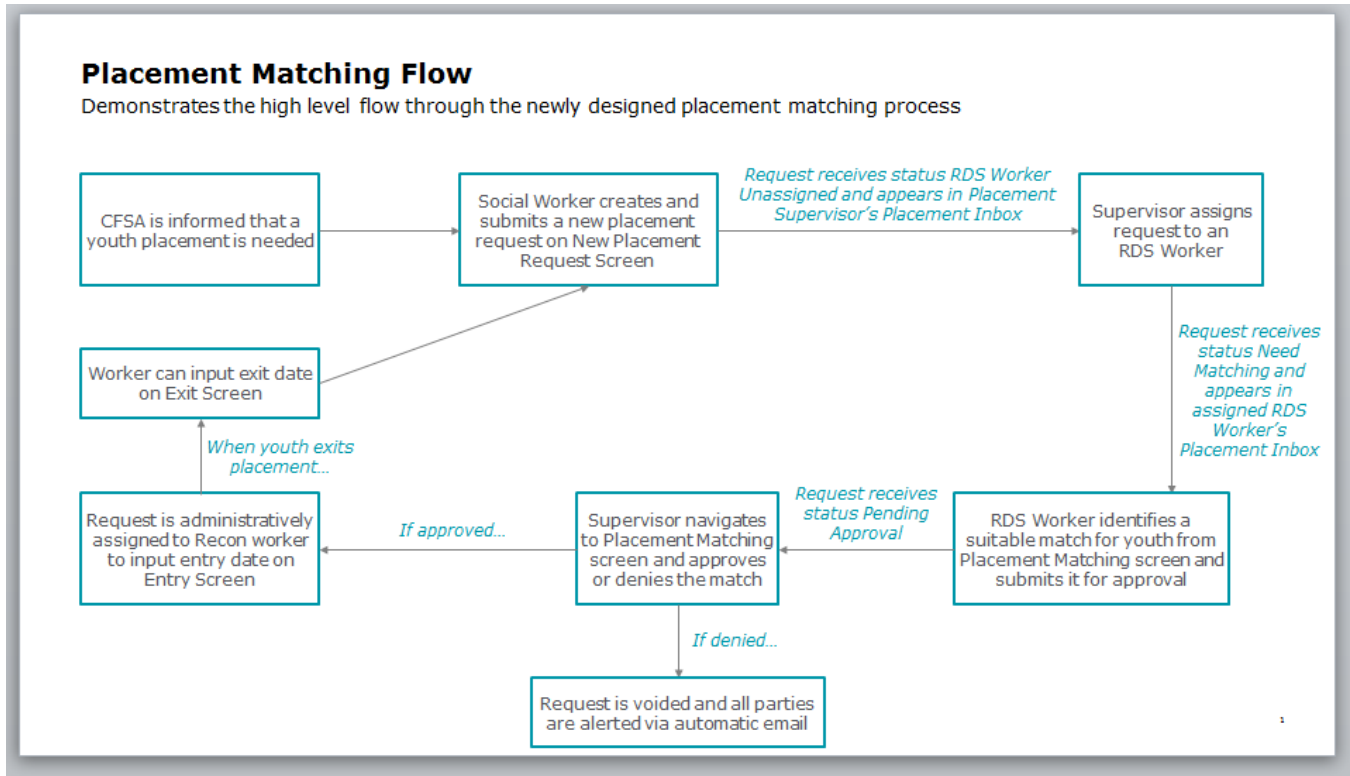 Placement Matching Flow
Demonstrates the high level flow through the newly designed placement matching process
CFSA is informed that a
youth placement is needed
Social Worker creates and
submits a new placement
request on New Placement
Request Screen
Request receives status RDS Worker
Unassigned and appears in Placement
Supervisor's Placement Inbox
Supervisor assigns
request to an
RDS Worker
Request receives
status Need
Matching and
appears in
assigned RDS
Worker's
Placement Inbox
RDS Worker identifies a
suitable match for youth from
Placement Matching screen and
submits it for approval
Request receives
status Pending
Approval
Supervisor navigates
to Placement Matching
screen and approves
or denies the match
If approved...
Request is administratively
assigned to Recon worker
to input entry date on
Entry Screen
When youth exits
placement...
Worker can input exit date
on Exit Screen
If denied...
Request is voided and all parties
are alerted via automatic email
1